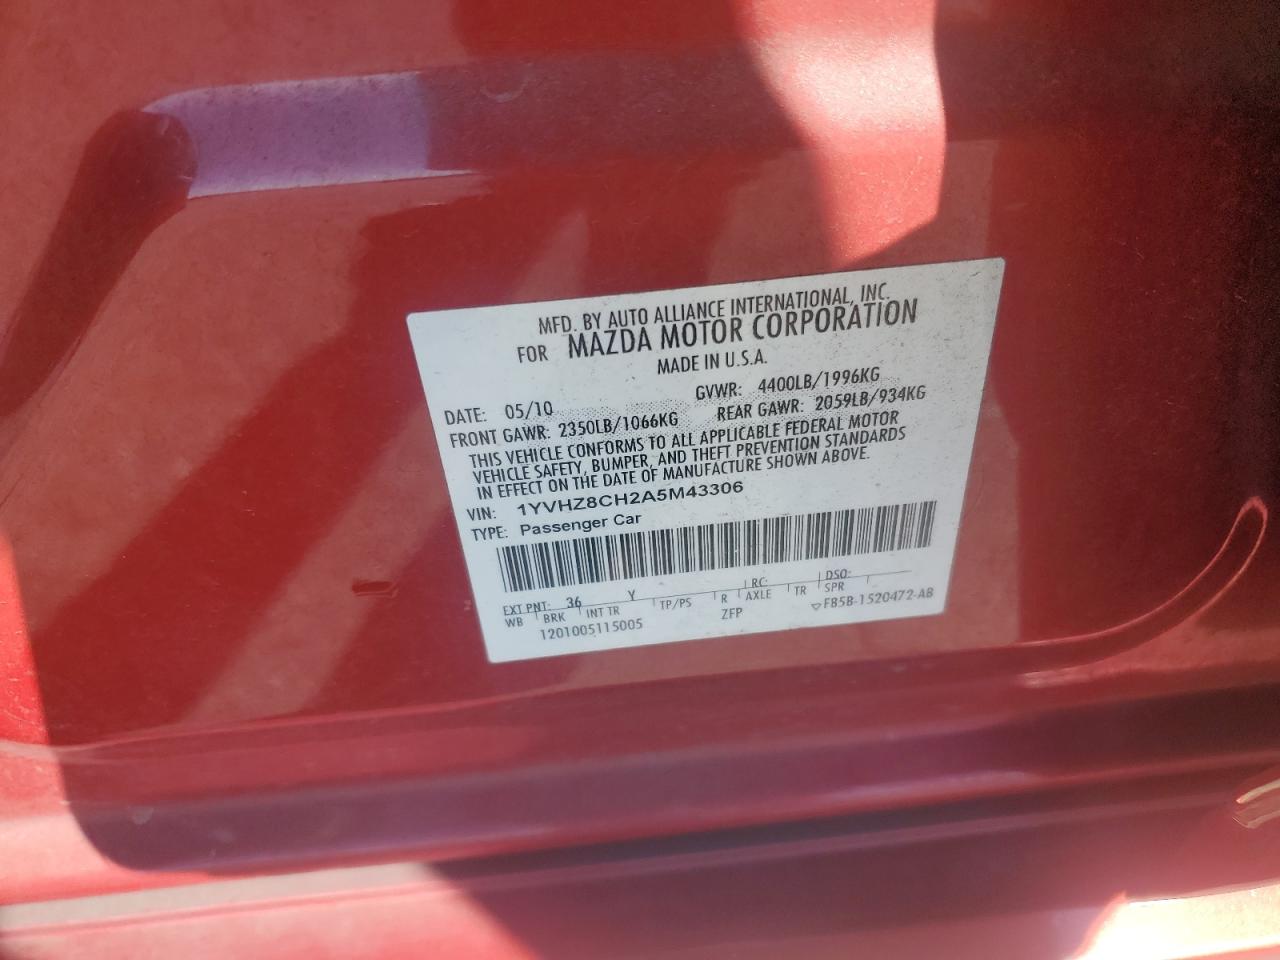 MFD. BY AUTO ALLIANCE INTERNATIONAL, INC.
FOR MAZDA MOTOR CORPORATION
MADE IN U.S.A.
DATE: 05/10 GVWR: 4400LB/1996KG
FRONT GAWR: 2350LB/1066KG REAR GAWR: 2059LB/934KG
THIS VEHICLE CONFORMS TO ALL APPLICABLE FEDERAL MOTOR
VEHICLE SAFETY, BUMPER, AND THEFT PREVENTION STANDARDS
IN EFFECT ON THE DATE OF MANUFACTURE SHOWN ABOVE.
VIN: 1YVHZ8CH2A5M43306
TYPE: Passenger Car
EXT PNT: 36 Y RC: DSO:
WB BRK INT TR TP/PS R AXLE TR SPR
1201005115005 ZFP FB5B-1520472-AB